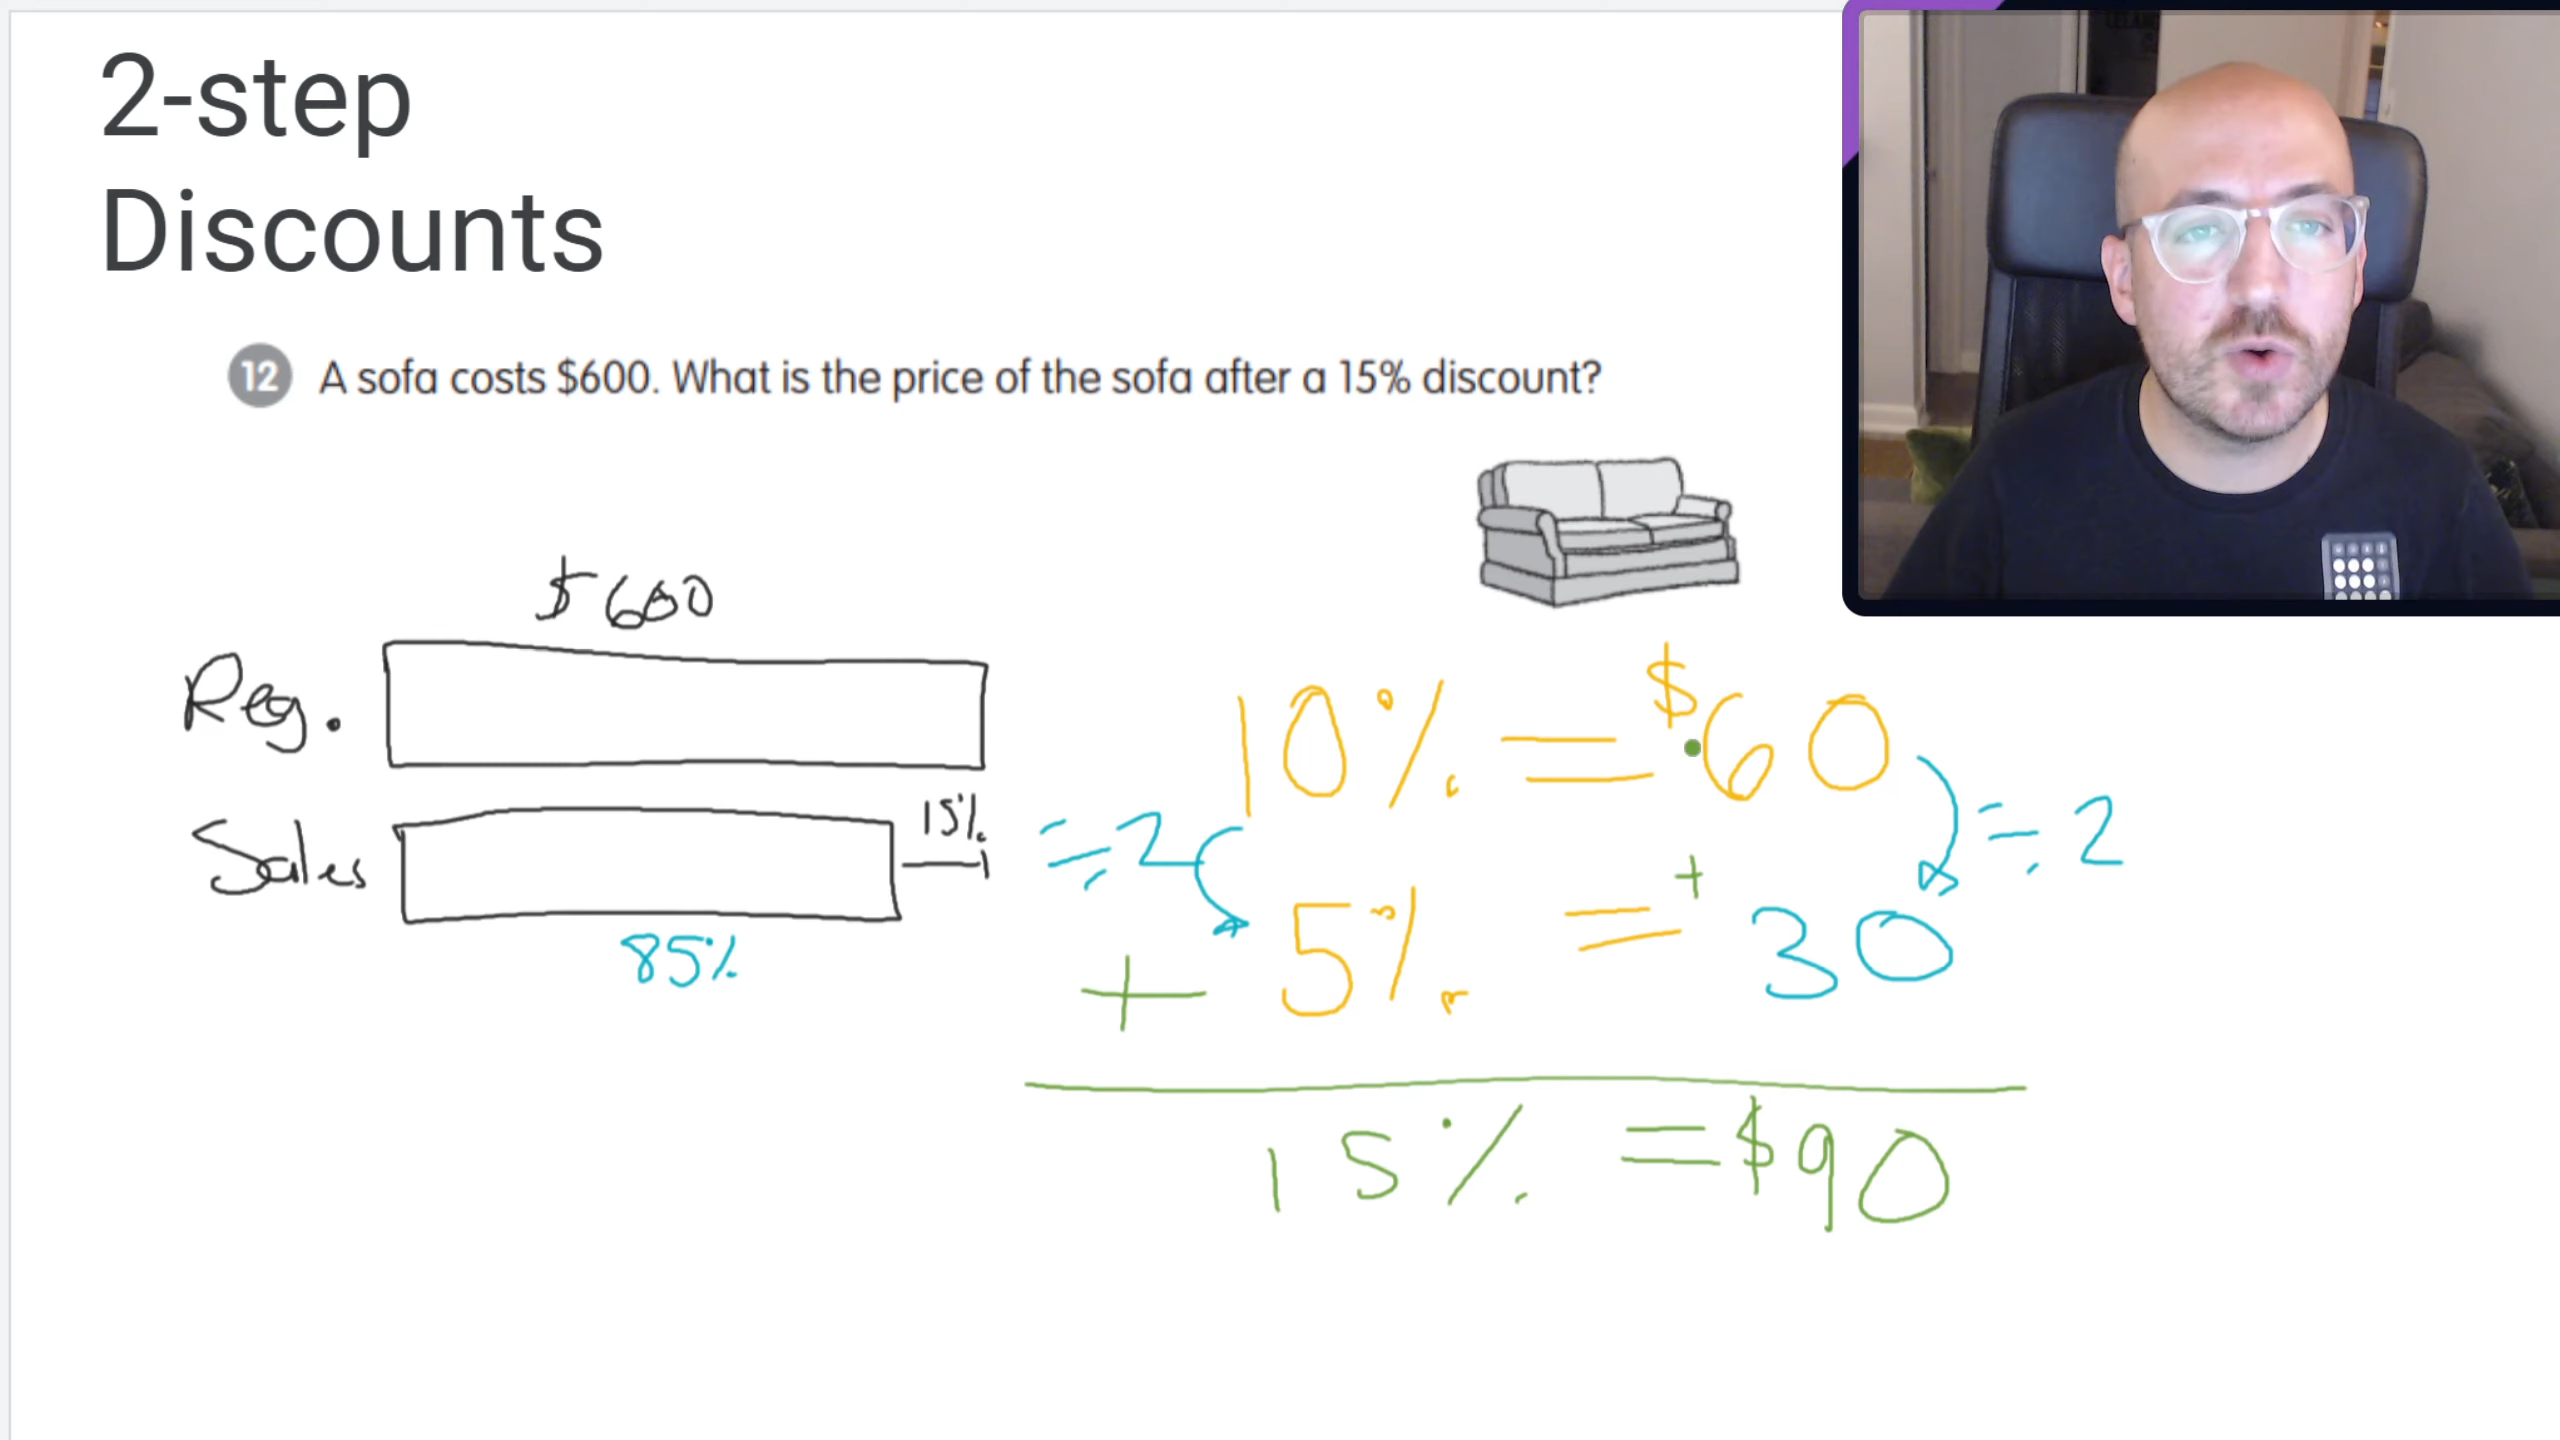 2-step
Discounts
12 A sofa costs $600. What is the price of the sofa after a 15% discount?
$600
Reg.
Sales
15%
85%
10% = $60
÷2
÷2
+
5% = 30
+
15% = $90